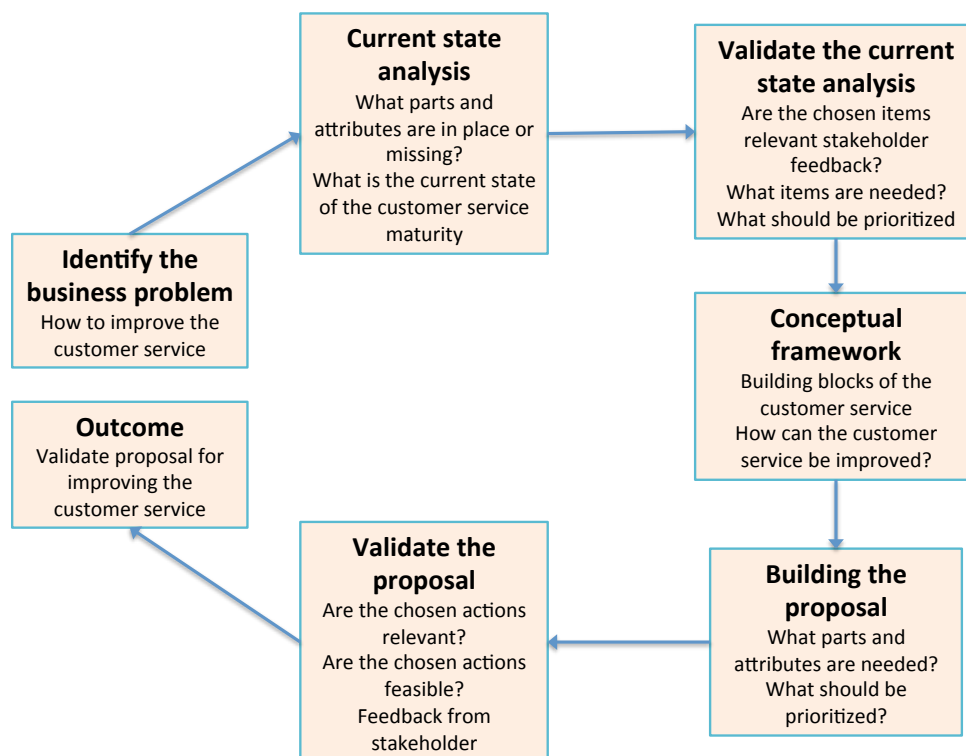 Identify the
business problem
How to improve the
customer service
Current state
analysis
What parts and
attributes are in place or
missing?
What is the current state
of the customer service
maturity
Validate the current
state analysis
Are the chosen items
relevant stakeholder
feedback?
What items are needed?
What should be prioritized
Conceptual
framework
Building blocks of the
customer service
How can the customer
service be improved?
Building the
proposal
What parts and
attributes are needed?
What should be
prioritized?
Validate the
proposal
Are the chosen actions
relevant?
Are the chosen actions
feasible?
Feedback from
stakeholder
Outcome
Validate proposal for
improving the
customer service